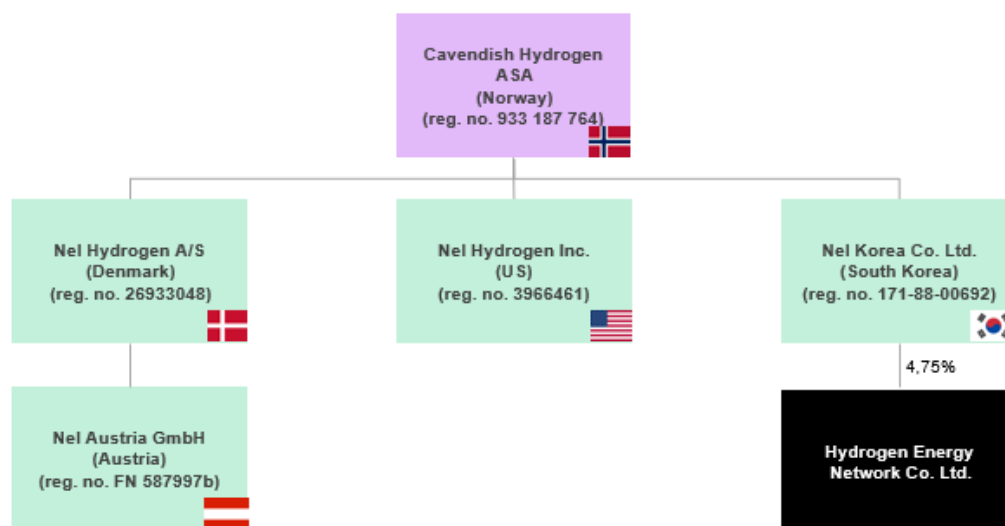 Cavendish Hydrogen
ASA
(Norway)
(reg. no. 933 187 764)
Nel Hydrogen A/S
(Denmark)
(reg. no. 26933048)
Nel Hydrogen Inc.
(US)
(reg. no. 3966461)
Nel Korea Co. Ltd.
(South Korea)
(reg. no. 171-88-00692)
4,75%
Nel Austria GmbH
(Austria)
(reg. no. FN 587997b)
Hydrogen Energy
Network Co. Ltd.